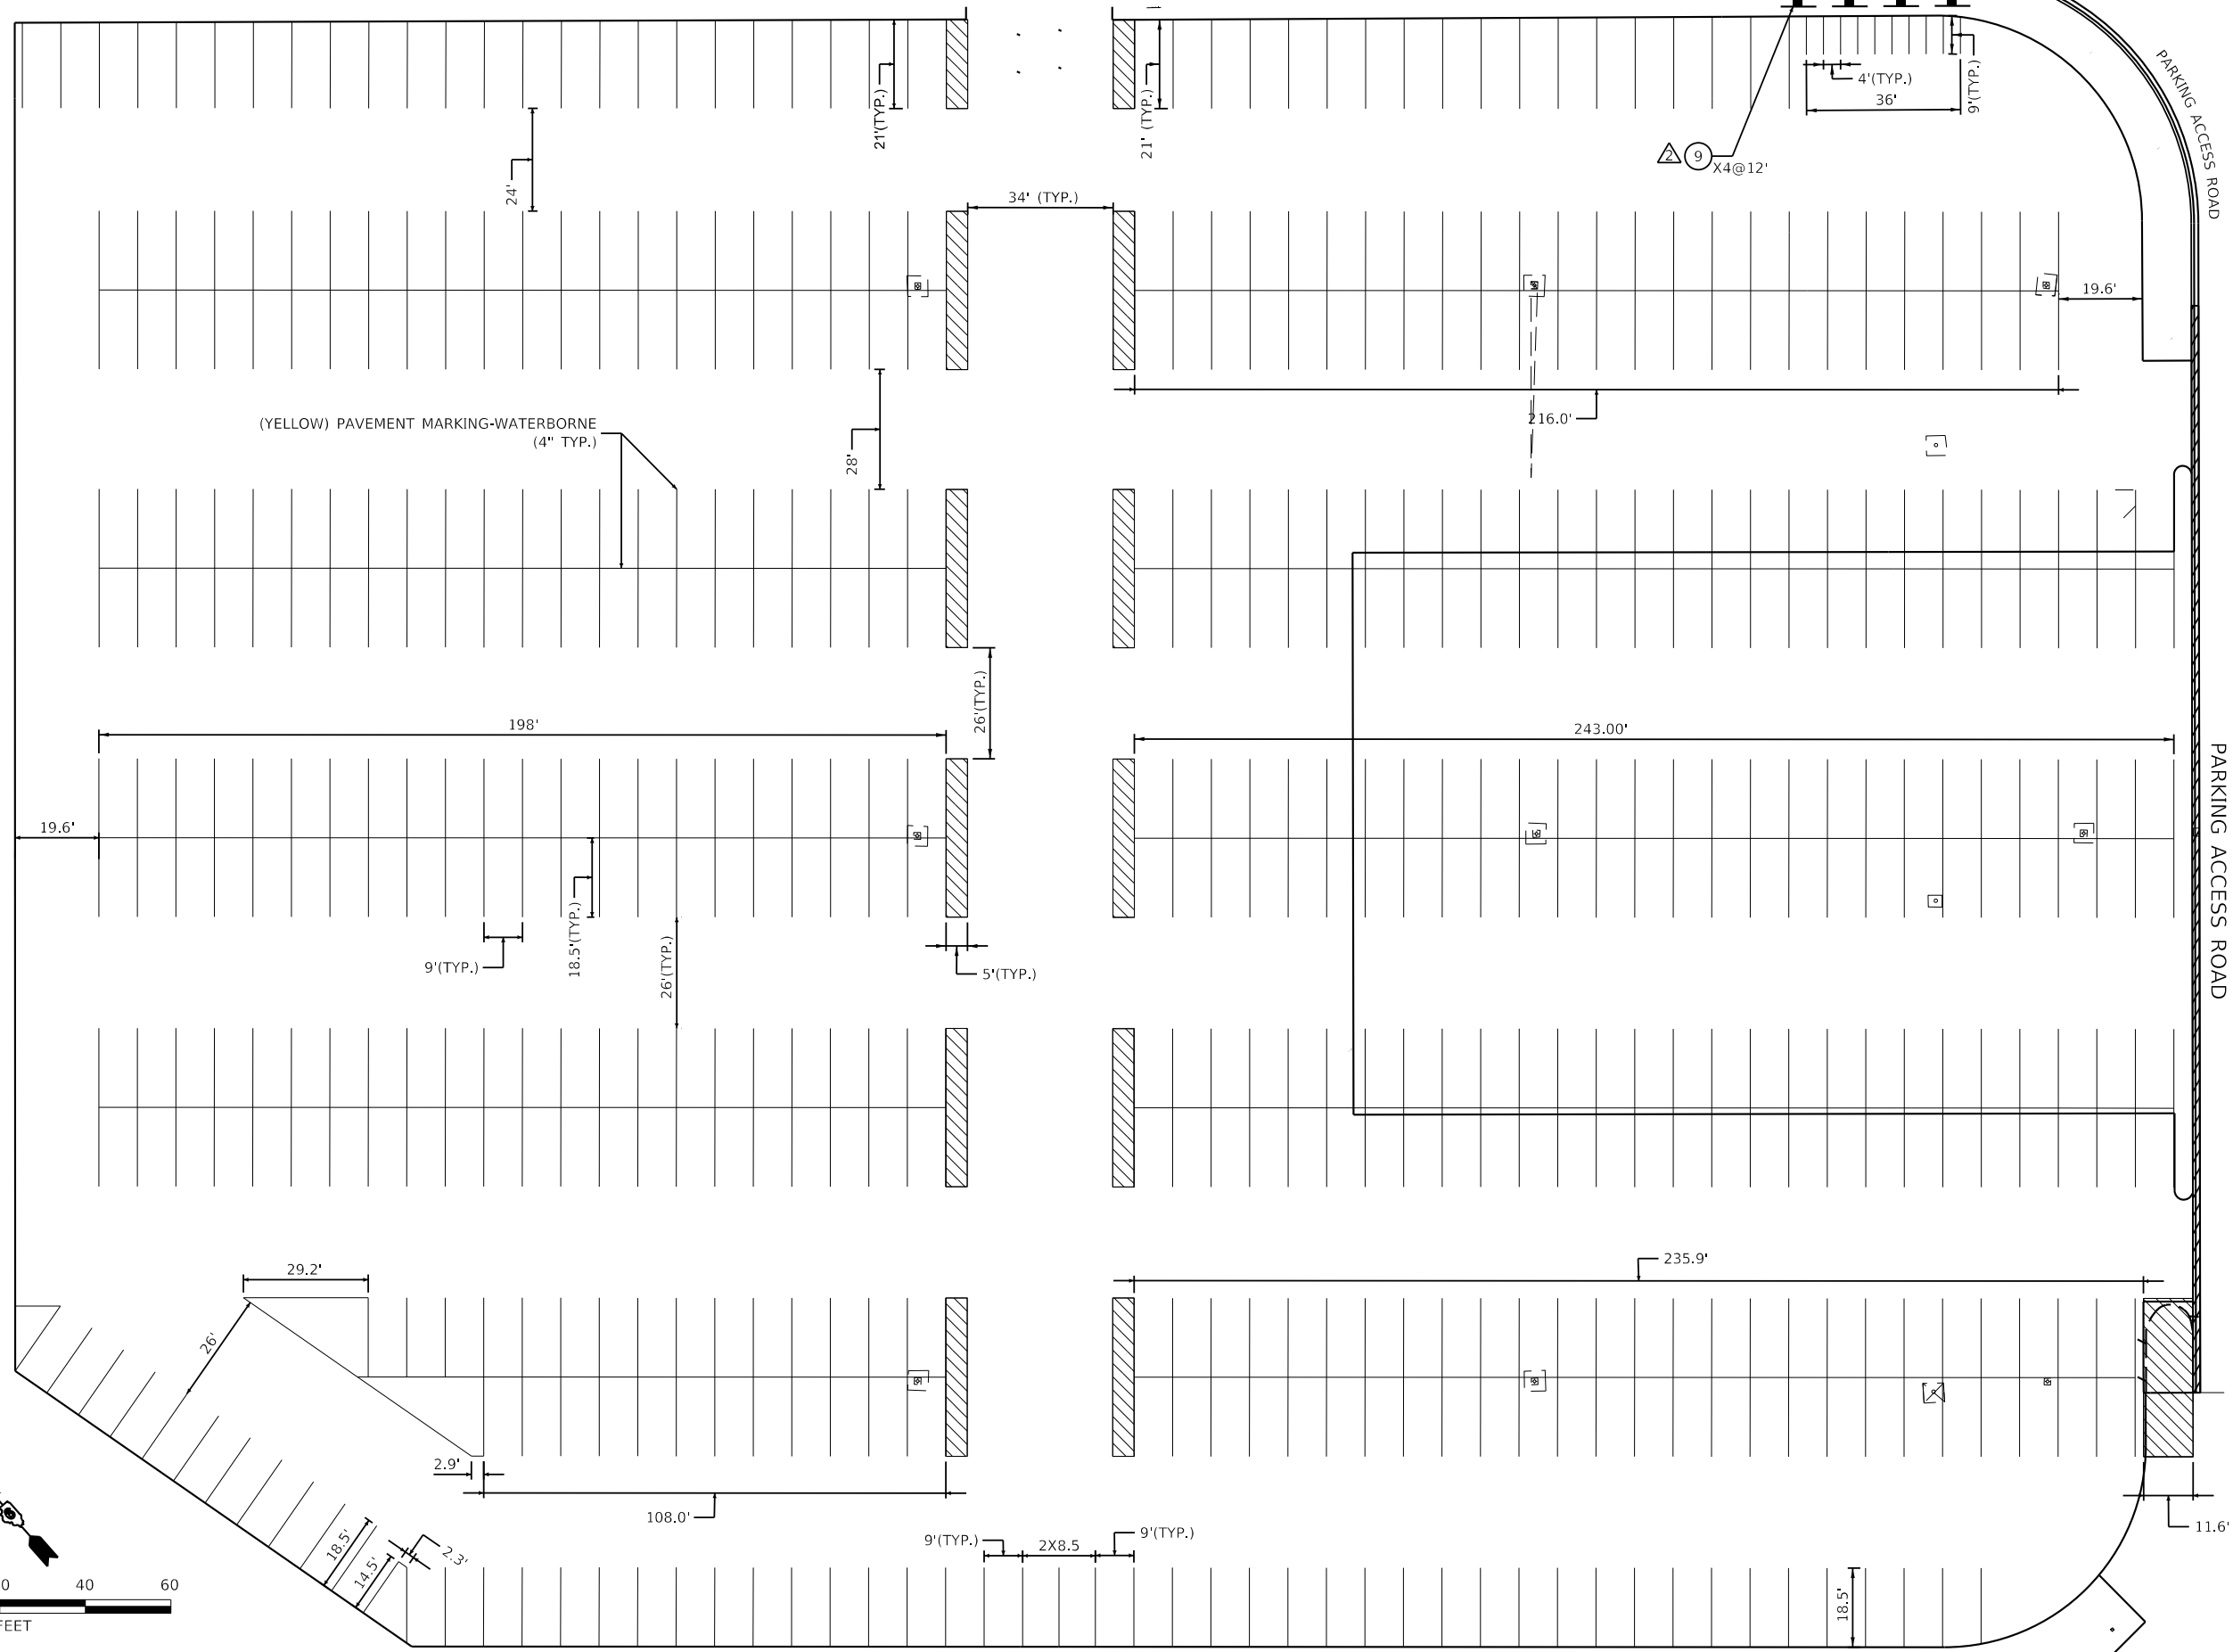 21'(TYP.)
21' (TYP.)
4'(TYP.)
36'
9'(TYP.)
PARKING ACCESS ROAD
2
9
X4@12'
24'
34' (TYP.)
19.6'
216.0'
(YELLOW) PAVEMENT MARKING-WATERBORNE
(4" TYP.)
28'
26'(TYP.)
198'
243.00'
PARKING ACCESS ROAD
19.6'
18.5'(TYP.)
9'(TYP.)
26'(TYP.)
5'(TYP.)
235.9'
29.2'
26'
2.9'
108.0'
11.6'
9'(TYP.)
2X8.5
9'(TYP.)
18.5'
14.5'
2.3'
18.5'
0
40
60
FEET